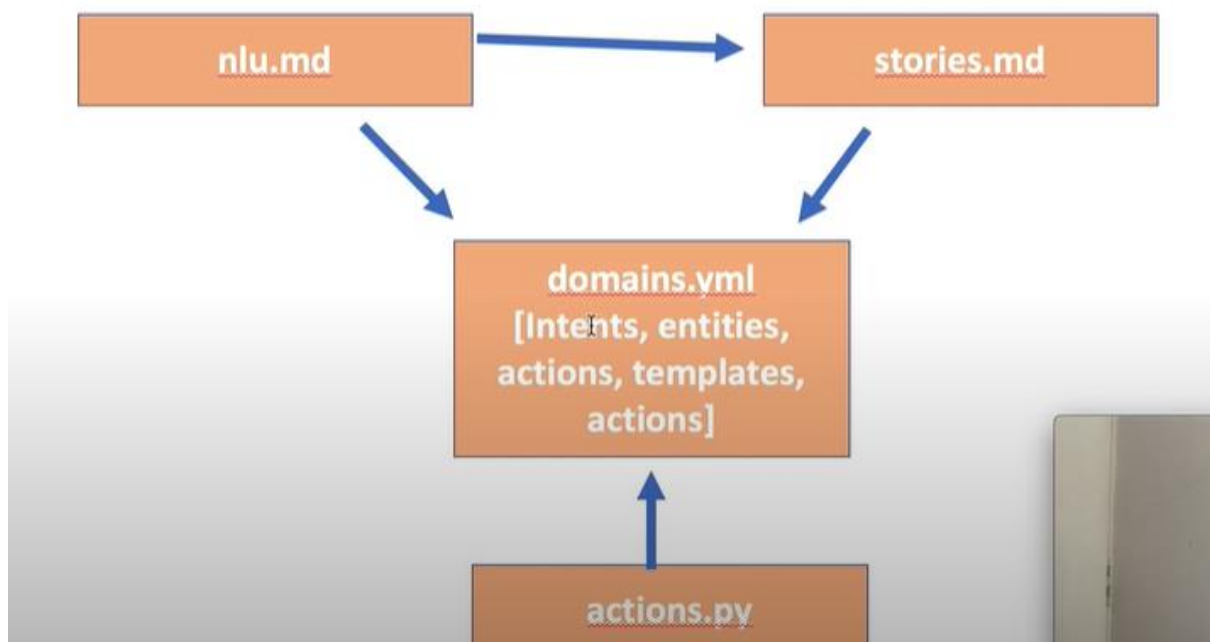 nlu.md
stories.md
domains.yml
[Intents, entities,
actions, templates,
actions]
actions.py